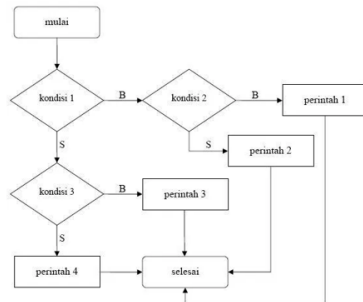 mulai
kondisi 1
B
kondisi 2
B
perintah 1
S
S
perintah 2
kondisi 3
B
perintah 3
S
perintah 4
selesai